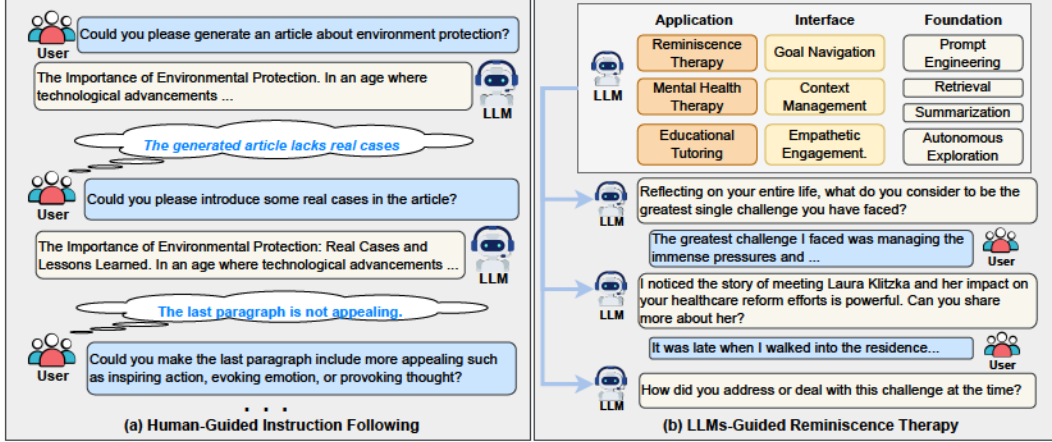 Could you please generate an article about environment protection?
User
The Importance of Environmental Protection. In an age where
technological advancements ...
LLM
The generated article lacks real cases
User
Could you please introduce some real cases in the article?
The Importance of Environmental Protection: Real Cases and
Lessons Learned. In an age where technological advancements ...
LLM
The last paragraph is not appealing.
User
Could you make the last paragraph include more appealing such
as inspiring action, evoking emotion, or provoking thought?
. . .
(a) Human-Guided Instruction Following
Application
Interface
Foundation
LLM
Reminiscence
Therapy
Goal Navigation
Prompt
Engineering
Mental Health
Therapy
Context
Management
Retrieval
Summarization
Educational
Tutoring
Empathetic
Engagement.
Autonomous
Exploration
LLM
Reflecting on your entire life, what do you consider to be the
greatest single challenge you have faced?
The greatest challenge I faced was managing the
immense pressures and ...
User
LLM
I noticed the story of meeting Laura Klitzka and her impact on
your healthcare reform efforts is powerful. Can you share
more about her?
It was late when I walked into the residence...
User
LLM
How did you address or deal with this challenge at the time?
(b) LLMs-Guided Reminiscence Therapy